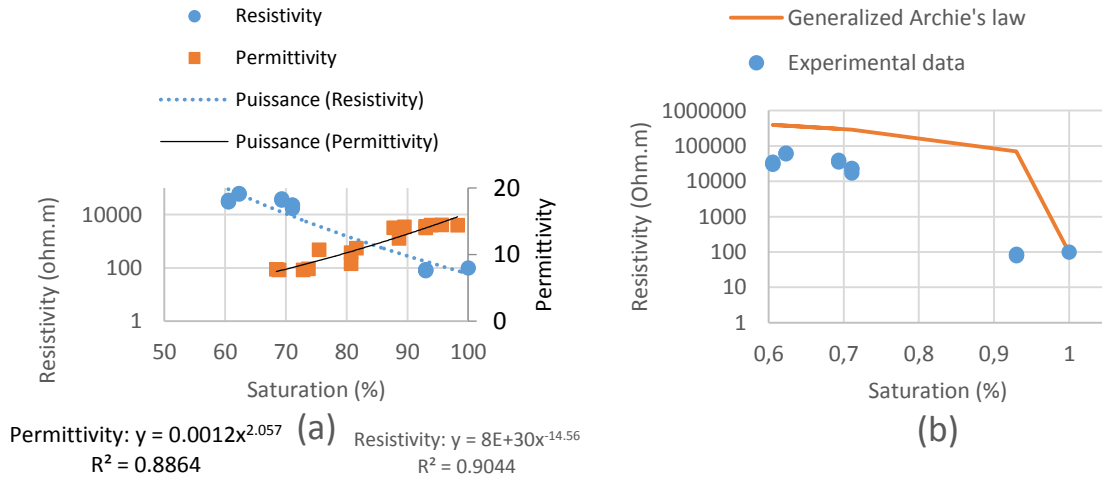 Resistivity
Permittivity
Puissance (Resistivity)
Puissance (Permittivity)
Resistivity (ohm.m)
10000
100
1
20
10
0
Permittivity
50 60 70 80 90 100
Saturation (%)
(a)
Permittivity: y = 0.0012x^2.057
R² = 0.8864
Resistivity: y = 8E+30x^-14.56
R² = 0.9044
Generalized Archie's law
Experimental data
Resistivity (Ohm.m)
1000000
100000
10000
1000
100
10
1
0,6 0,7 0,8 0,9 1
Saturation (%)
(b)